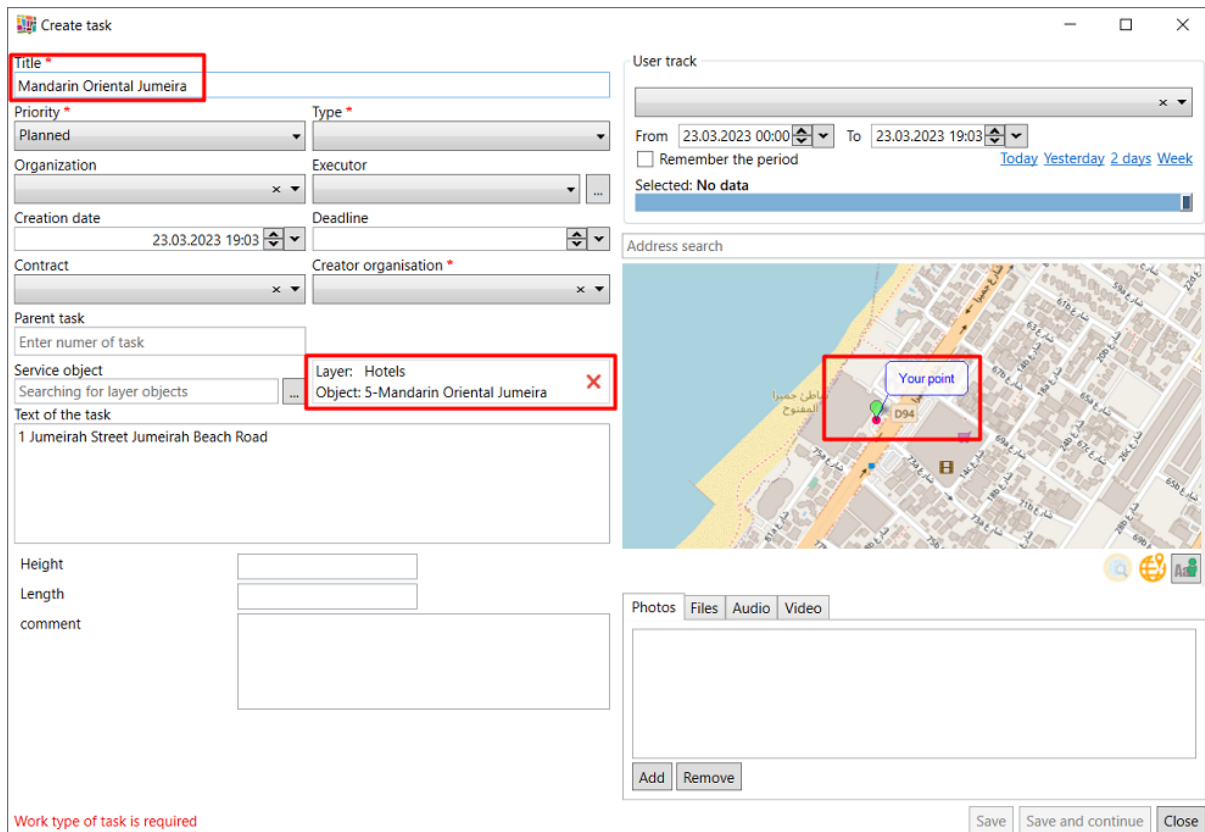 Create task
Title *
Mandarin Oriental Jumeira
Priority *
Type *
Planned
Organization
Executor
...
Creation date
Deadline
23.03.2023 19:03
Contract
Creator organisation *
Parent task
Enter numer of task
Service object
Searching for layer objects
...
Layer: Hotels
Object: 5-Mandarin Oriental Jumeira
Text of the task
1 Jumeirah Street Jumeirah Beach Road
Height
Length
comment
Work type of task is required
User track
From 23.03.2023 00:00 To 23.03.2023 19:03
Remember the period
Today Yesterday 2 days Week
Selected: No data
Address search
Your point
D94
شاطئ جميرا
المفتوح
شارع جميرا
Photos Files Audio Video
Add Remove
Save Save and continue Close